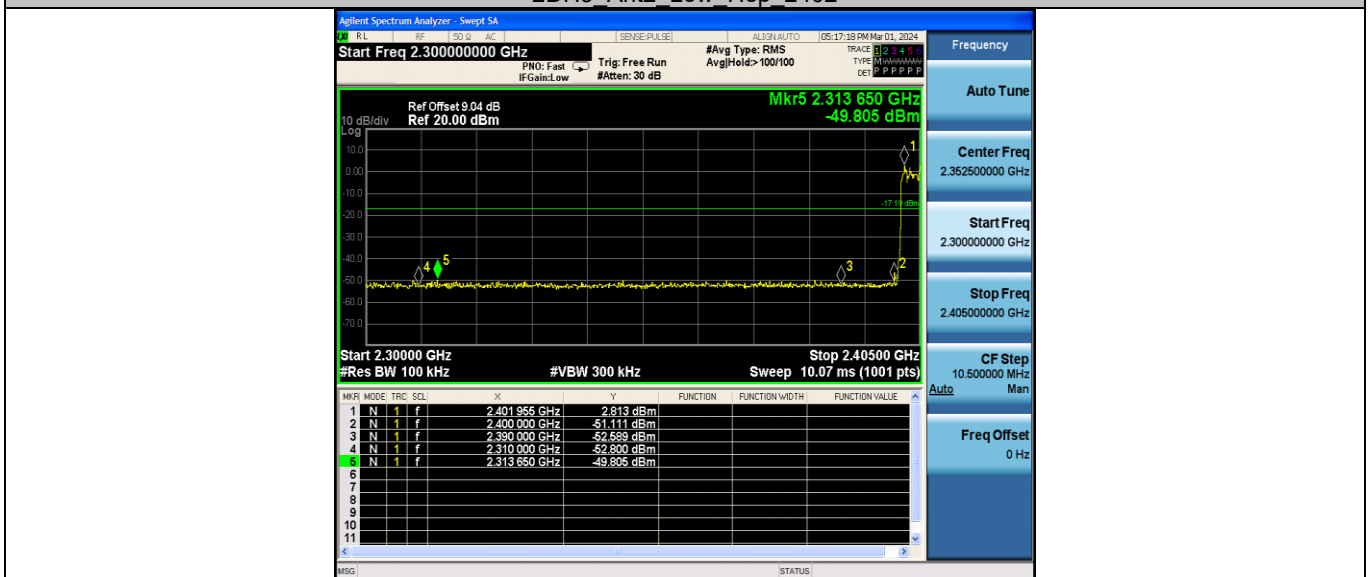 Agilent Spectrum Analyzer - Swept SA
RL RF 50 Ω AC SENSE:PULSE ALIGN AUTO 05:17:18 PM Mar 01, 2024
Start Freq 2.300000000 GHz
PNO: Fast
IFGain:Low
Trig: Free Run
#Atten: 30 dB
#Avg Type: RMS
Avg|Hold:>100/100
TRACE 1 2 3 4 5 6
TYPE M
DET P P P P P P
Mkr5 2.313 650 GHz
-49.805 dBm
Ref Offset 9.04 dB
10 dB/div Ref 20.00 dBm
Log
10.0
0.00
-10.0
-20.0
-30.0
-40.0
-50.0
-60.0
-70.0
-17.19 dBm
1
2
3
4
5
Start 2.30000 GHz Stop 2.40500 GHz
#Res BW 100 kHz #VBW 300 kHz Sweep 10.07 ms (1001 pts)
MKR MODE TRC SCL X Y FUNCTION FUNCTION WIDTH FUNCTION VALUE
1 N 1 f 2.401 955 GHz 2.813 dBm
2 N 1 f 2.400 000 GHz -51.111 dBm
3 N 1 f 2.390 000 GHz -52.589 dBm
4 N 1 f 2.310 000 GHz -52.800 dBm
5 N 1 f 2.313 650 GHz -49.805 dBm
6
7
8
9
10
11
MSG STATUS
Frequency
Auto Tune
Center Freq
2.352500000 GHz
Start Freq
2.300000000 GHz
Stop Freq
2.405000000 GHz
CF Step
10.500000 MHz
Auto Man
Freq Offset
0 Hz